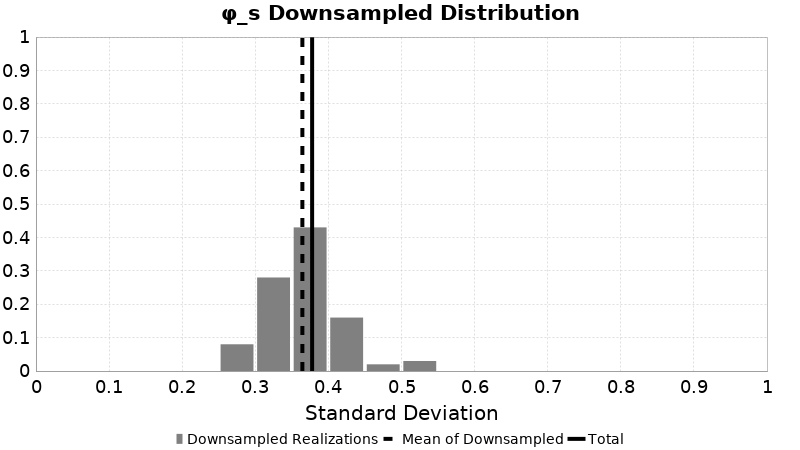 φ_s Downsampled Distribution
1
0.9
0.8
0.7
0.6
0.5
0.4
0.3
0.2
0.1
0
0 0.1 0.2 0.3 0.4 0.5 0.6 0.7 0.8 0.9 1
Standard Deviation
Downsampled Realizations Mean of Downsampled Total